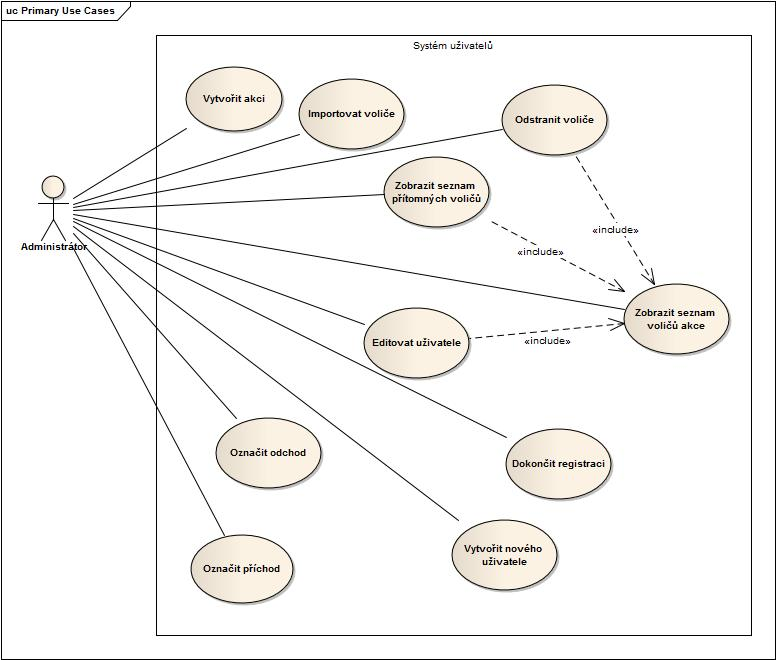 uc Primary Use Cases
Systém uživatelů
Vytvořit akci
Importovat voliče
Odstranit voliče
Zobrazit seznam
přítomných voličů
Administrátor
«include»
«include»
Zobrazit seznam
voličů akce
Editovat uživatele
«include»
Označit odchod
Dokončit registraci
Vytvořit nového
uživatele
Označit příchod